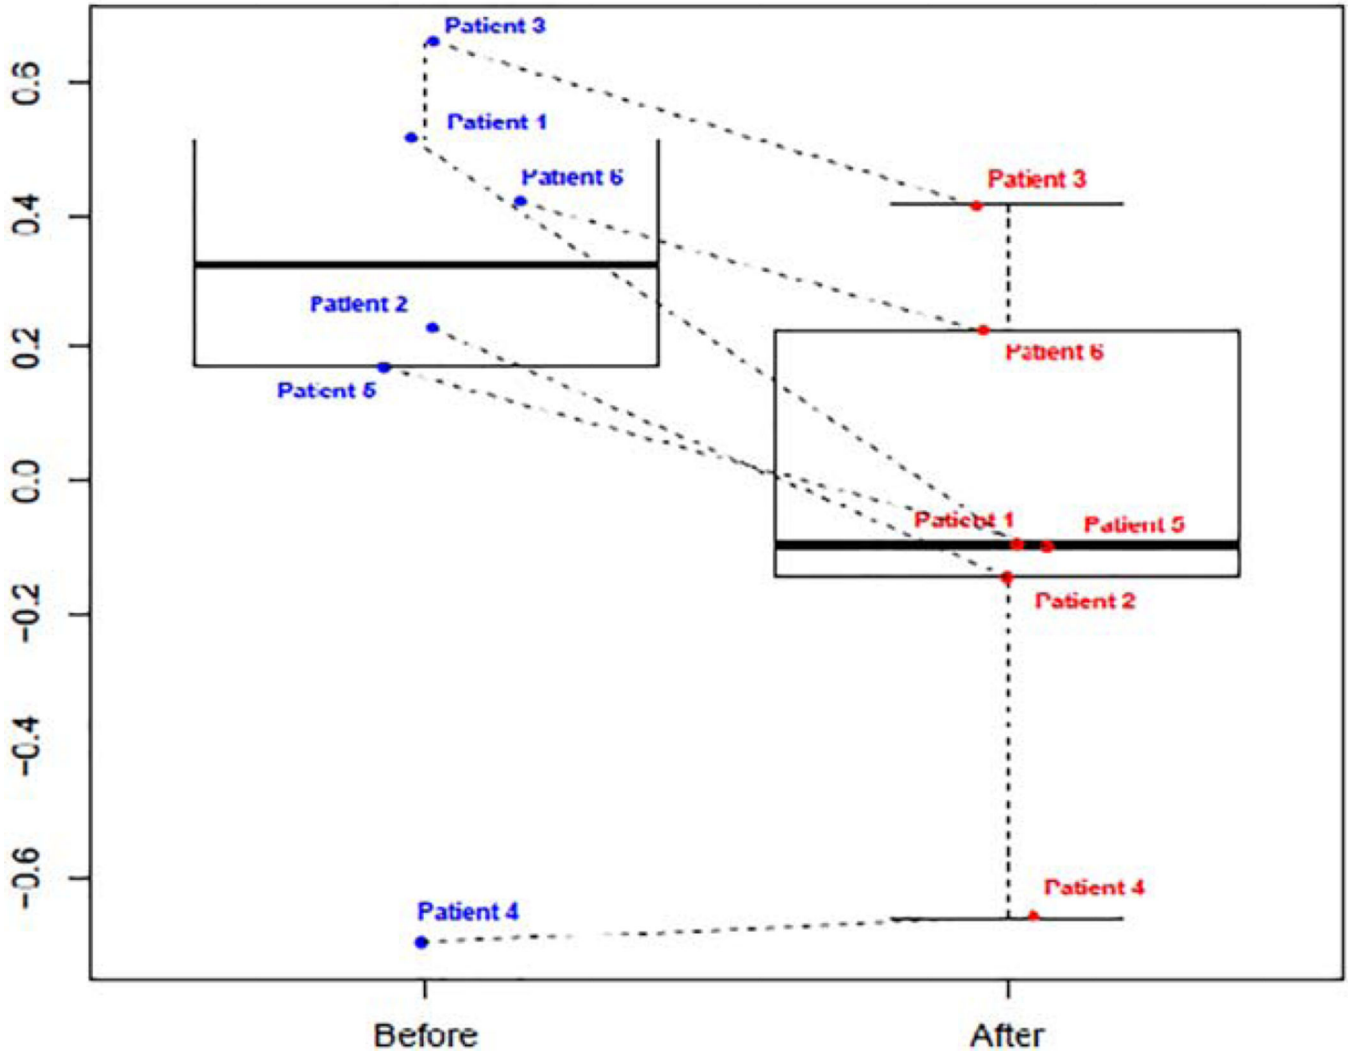 Patient 3
0.6
Patient 1
Patient 6
Patient 3
0.4
Patient 2
0.2
Patient 6
Patient 5
0.0
Patient 1
Patient 5
Patient 2
−0.2
−0.4
−0.6
Patient 4
Patient 4
Before
After